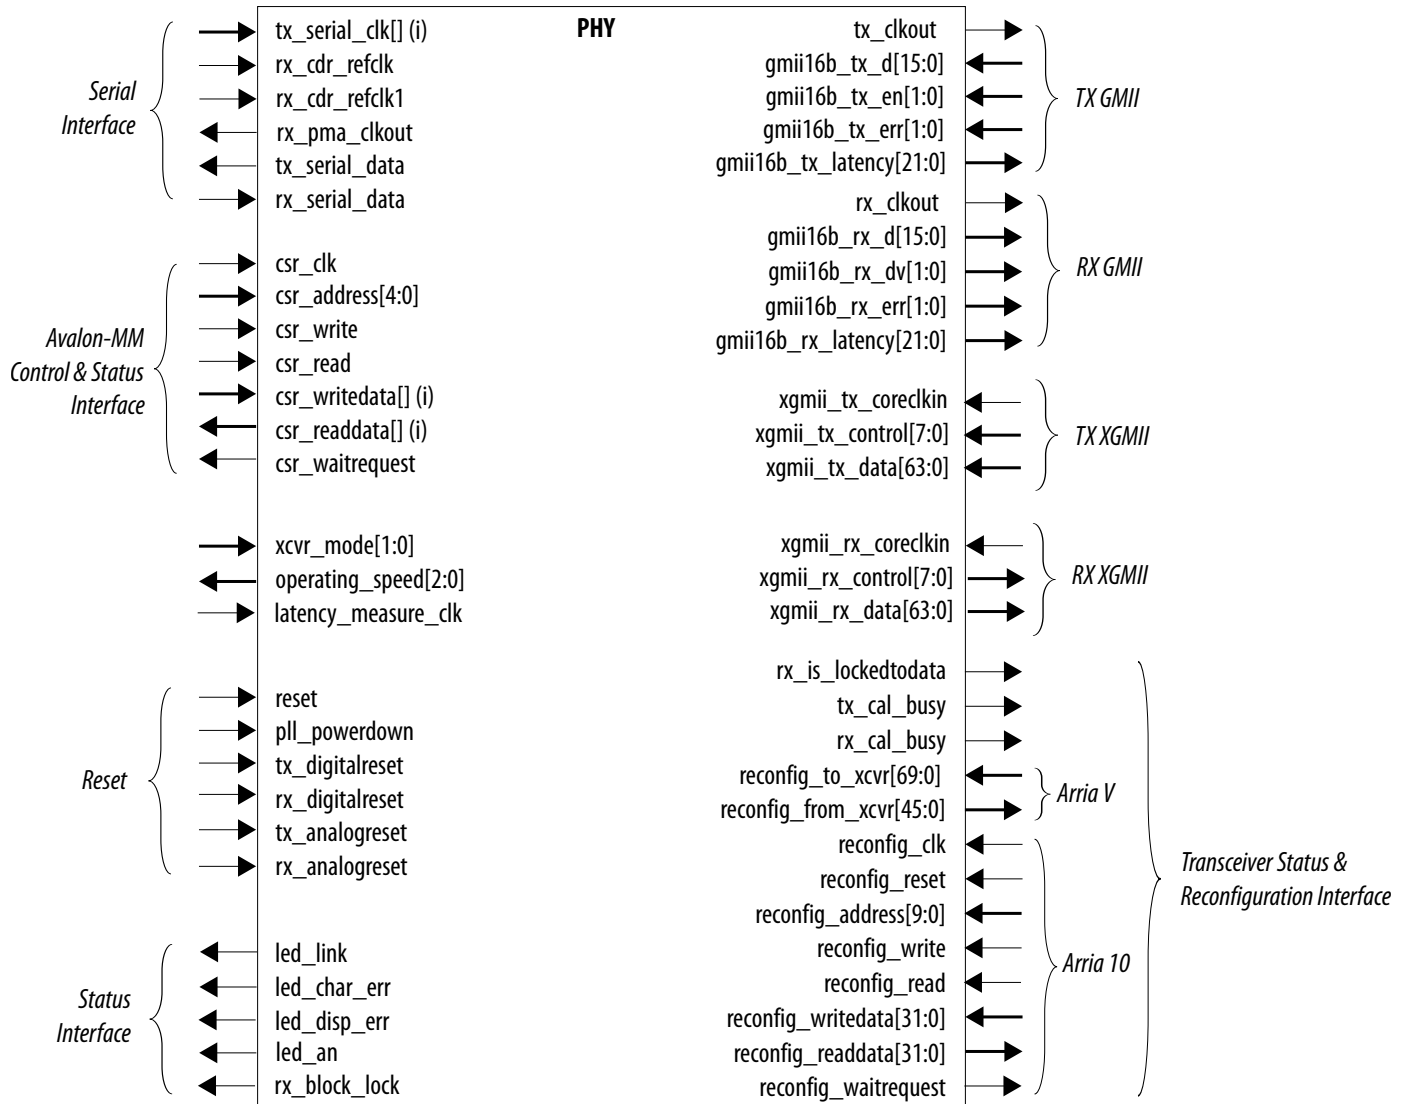 PHY
Serial
Interface
tx_serial_clk[] (i)
rx_cdr_refclk
rx_cdr_refclk1
rx_pma_clkout
tx_serial_data
rx_serial_data
Avalon-MM
Control & Status
Interface
csr_clk
csr_address[4:0]
csr_write
csr_read
csr_writedata[] (i)
csr_readdata[] (i)
csr_waitrequest
xcvr_mode[1:0]
operating_speed[2:0]
latency_measure_clk
Reset
reset
pll_powerdown
tx_digitalreset
rx_digitalreset
tx_analogreset
rx_analogreset
Status
Interface
led_link
led_char_err
led_disp_err
led_an
rx_block_lock
tx_clkout
gmii16b_tx_d[15:0]
gmii16b_tx_en[1:0]
gmii16b_tx_err[1:0]
gmii16b_tx_latency[21:0]
TX GMII
rx_clkout
gmii16b_rx_d[15:0]
gmii16b_rx_dv[1:0]
gmii16b_rx_err[1:0]
gmii16b_rx_latency[21:0]
RX GMII
xgmii_tx_coreclkin
xgmii_tx_control[7:0]
xgmii_tx_data[63:0]
TX XGMII
xgmii_rx_coreclkin
xgmii_rx_control[7:0]
xgmii_rx_data[63:0]
RX XGMII
rx_is_lockedtodata
tx_cal_busy
rx_cal_busy
reconfig_to_xcvr[69:0]
reconfig_from_xcvr[45:0]
Arria V
reconfig_clk
reconfig_reset
reconfig_address[9:0]
reconfig_write
reconfig_read
reconfig_writedata[31:0]
reconfig_readdata[31:0]
reconfig_waitrequest
Arria 10
Transceiver Status &
Reconfiguration Interface